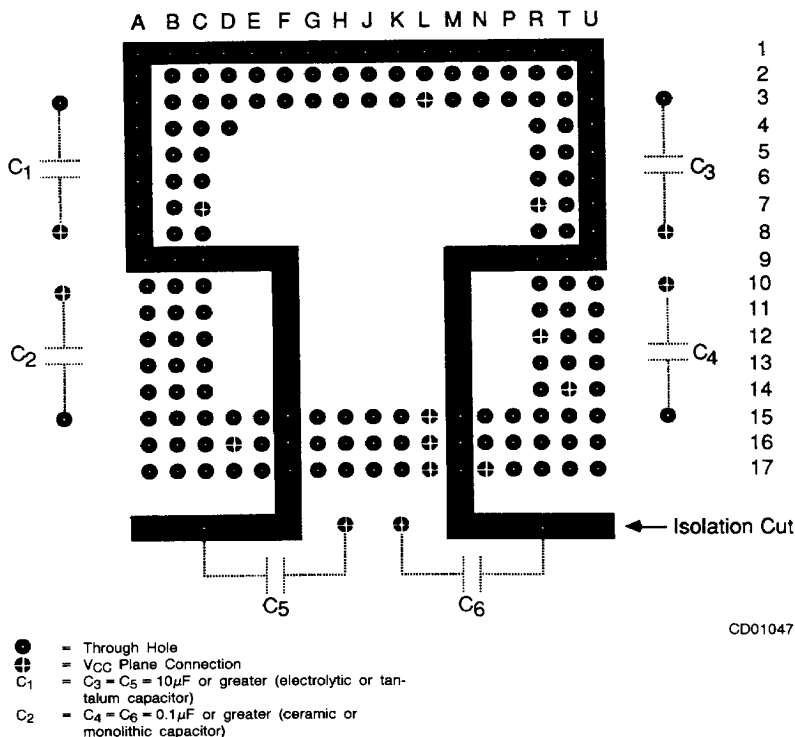 A B C D E F G H J K L M N P R T U
1
2
3
4
5
6
7
8
9
10
11
12
13
14
15
16
17
C1
C3
C2
C4
Isolation Cut
C5
C6
CD01047
= Through Hole
= VCC Plane Connection
C1 = C3 = C5 = 10µF or greater (electrolytic or tan-
talum capacitor)
C2 = C4 = C6 = 0.1µF or greater (ceramic or
monolithic capacitor)